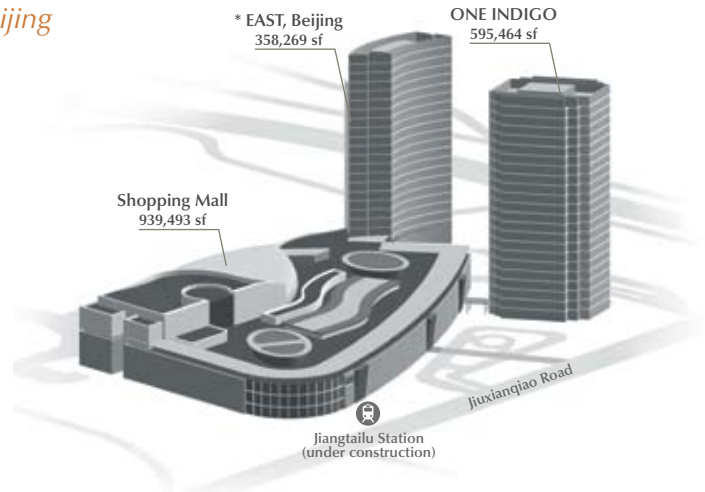 ijing
* EAST, Beijing
358,269 sf
ONE INDIGO
595,464 sf
Shopping Mall
939,493 sf
Jiuxianqiao Road
Jiangtailu Station
(under construction)